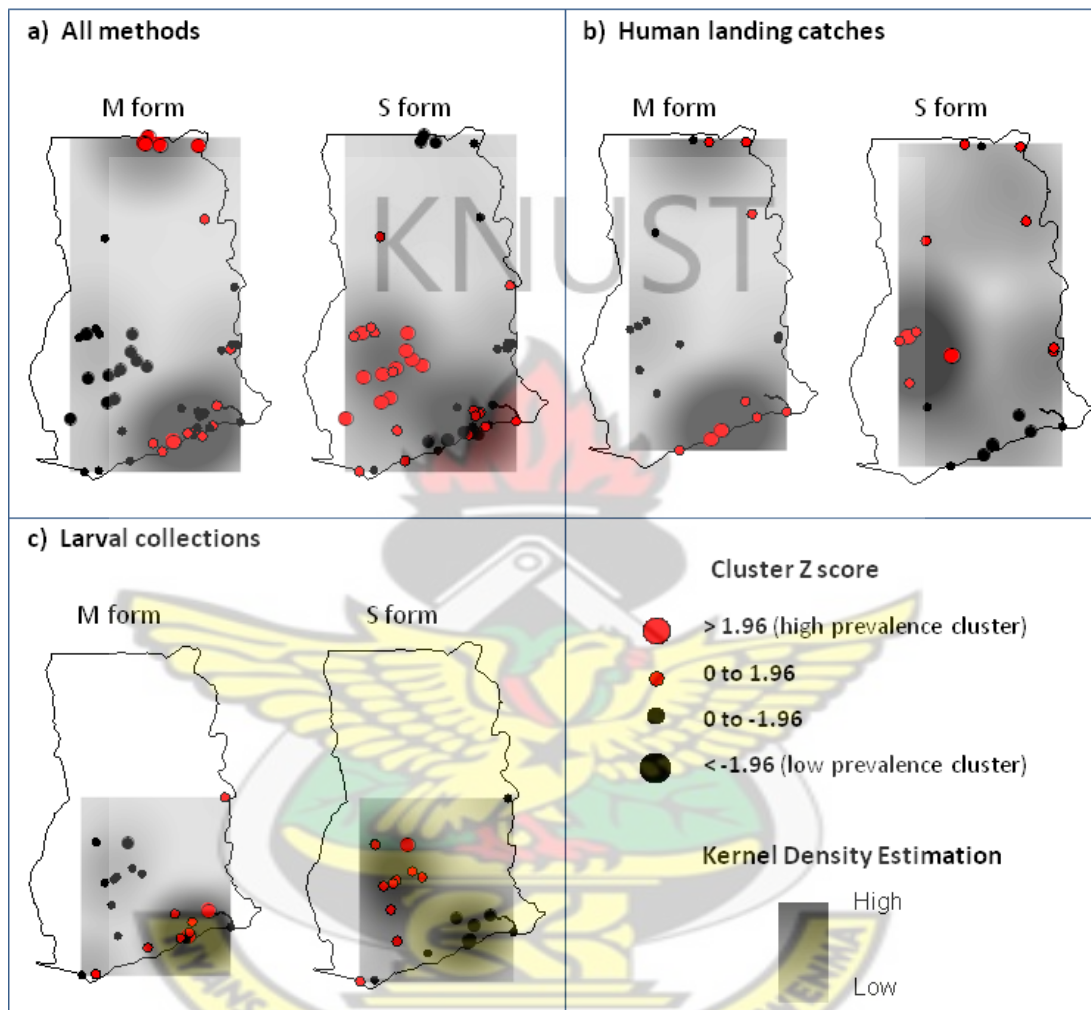 a) All methods
M form
S form
b) Human landing catches
M form
S form
KNUST
c) Larval collections
M form
S form
Cluster Z score
> 1.96 (high prevalence cluster)
0 to 1.96
0 to -1.96
< -1.96 (low prevalence cluster)
Kernel Density Estimation
High
Low